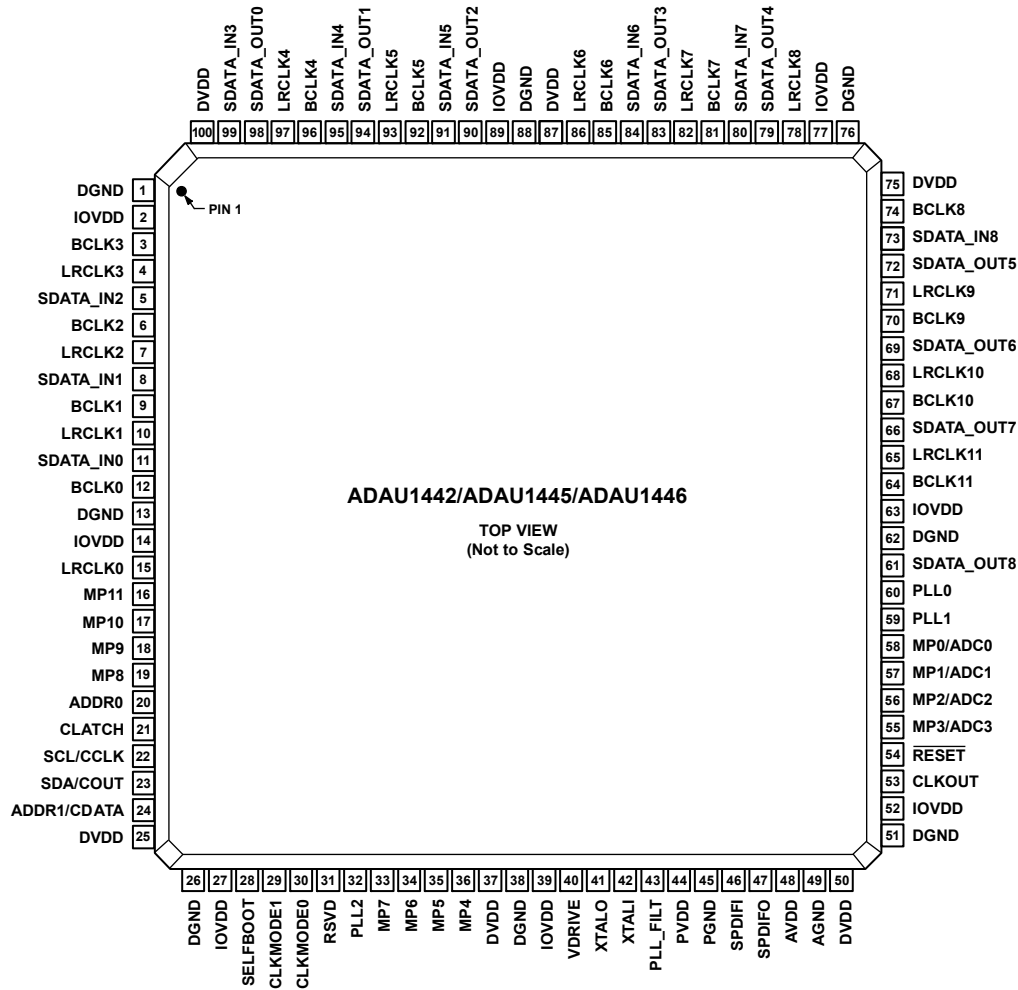 DVDD
SDATA_IN3
SDATA_OUT0
LRCLK4
BCLK4
SDATA_IN4
SDATA_OUT1
LRCLK5
BCLK5
SDATA_IN5
SDATA_OUT2
IOVDD
DGND
DVDD
LRCLK6
BCLK6
SDATA_IN6
SDATA_OUT3
LRCLK7
BCLK7
SDATA_IN7
SDATA_OUT4
LRCLK8
IOVDD
DGND
100 99 98 97 96 95 94 93 92 91 90 89 88 87 86 85 84 83 82 81 80 79 78 77 76
DGND 1
IOVDD 2
BCLK3 3
LRCLK3 4
SDATA_IN2 5
BCLK2 6
LRCLK2 7
SDATA_IN1 8
BCLK1 9
LRCLK1 10
SDATA_IN0 11
BCLK0 12
DGND 13
IOVDD 14
LRCLK0 15
MP11 16
MP10 17
MP9 18
MP8 19
ADDR0 20
CLATCH 21
SCL/CCLK 22
SDA/COUT 23
ADDR1/CDATA 24
DVDD 25
PIN 1
ADAU1442/ADAU1445/ADAU1446
TOP VIEW
(Not to Scale)
75 DVDD
74 BCLK8
73 SDATA_IN8
72 SDATA_OUT5
71 LRCLK9
70 BCLK9
69 SDATA_OUT6
68 LRCLK10
67 BCLK10
66 SDATA_OUT7
65 LRCLK11
64 BCLK11
63 IOVDD
62 DGND
61 SDATA_OUT8
60 PLL0
59 PLL1
58 MP0/ADC0
57 MP1/ADC1
56 MP2/ADC2
55 MP3/ADC3
54 RESET
53 CLKOUT
52 IOVDD
51 DGND
26 27 28 29 30 31 32 33 34 35 36 37 38 39 40 41 42 43 44 45 46 47 48 49 50
DGND
IOVDD
SELFBOOT
CLKMODE1
CLKMODE0
RSVD
PLL2
MP7
MP6
MP5
MP4
DVDD
DGND
IOVDD
VDRIVE
XTALO
XTALI
PLL_FILT
PVDD
PGND
SPDIFI
SPDIFO
AVDD
AGND
DVDD